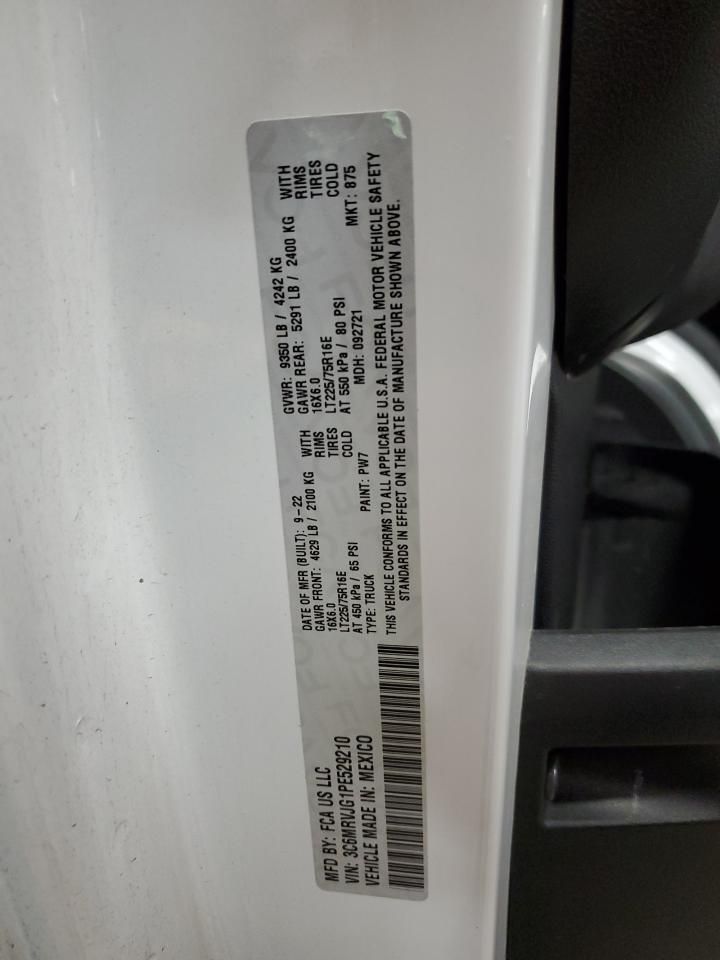 MFD BY: FCA US LLC
VIN: 3C6MRVJG1PE529210
VEHICLE MADE IN: MEXICO
DATE OF MFR (BUILT): 9-22
GAWR FRONT: 4629 LB / 2100 KG WITH
16X6.0 RIMS
LT225/75R16E TIRES
AT 450 kPa / 65 PSI COLD
TYPE: TRUCK PAINT: PW7
GVWR: 9350 LB / 4242 KG
GAWR REAR: 5291 LB / 2400 KG WITH
16X6.0 RIMS
LT225/75R16E TIRES
AT 550 kPa / 80 PSI COLD
MDH: 092721 MKT: 875
THIS VEHICLE CONFORMS TO ALL APPLICABLE U.S.A. FEDERAL MOTOR VEHICLE SAFETY
STANDARDS IN EFFECT ON THE DATE OF MANUFACTURE SHOWN ABOVE.